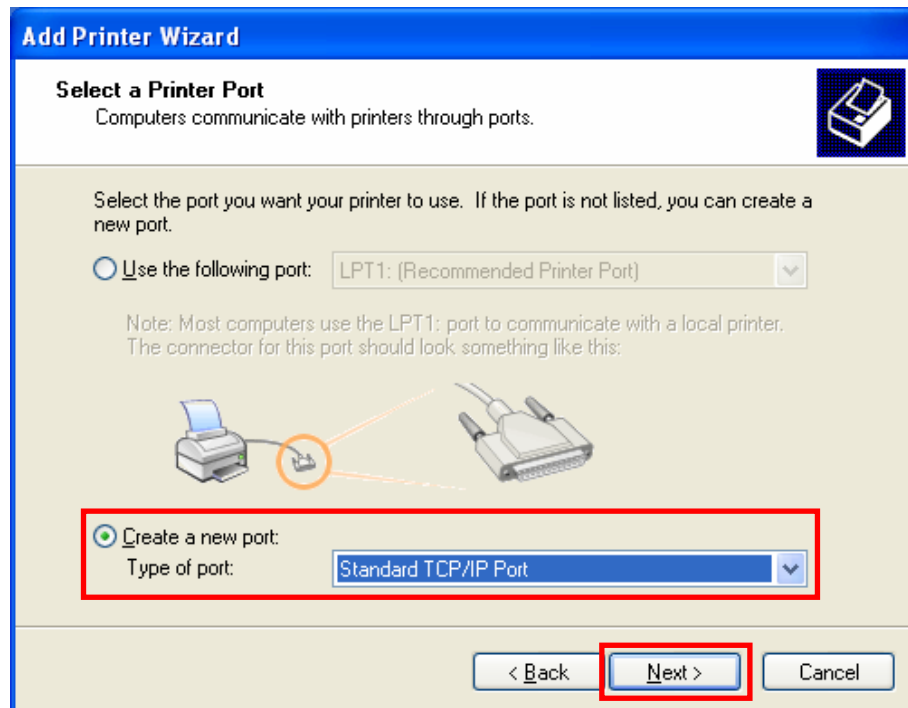 Add Printer Wizard
Select a Printer Port
Computers communicate with printers through ports.
Select the port you want your printer to use.  If the port is not listed, you can create a
new port.
Use the following port: LPT1: (Recommended Printer Port)
Note: Most computers use the LPT1: port to communicate with a local printer.
The connector for this port should look something like this:
Create a new port:
Type of port: Standard TCP/IP Port
< Back Next > Cancel